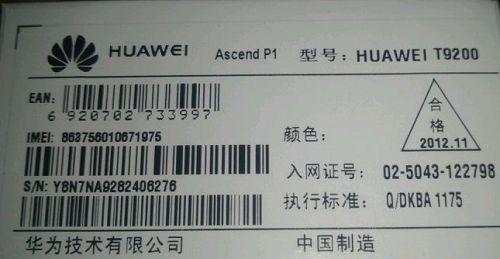 HUAWEI Ascend P1 型号: HUAWEI T9200
EAN:
6 920702 733997
IMEI: 863756010671975
S/N: Y8N7NA9282406276
华为技术有限公司
合
格
2012.11
颜色:
入网证号: 02-5043-122798
执行标准: Q/DKBA 1175
中国制造